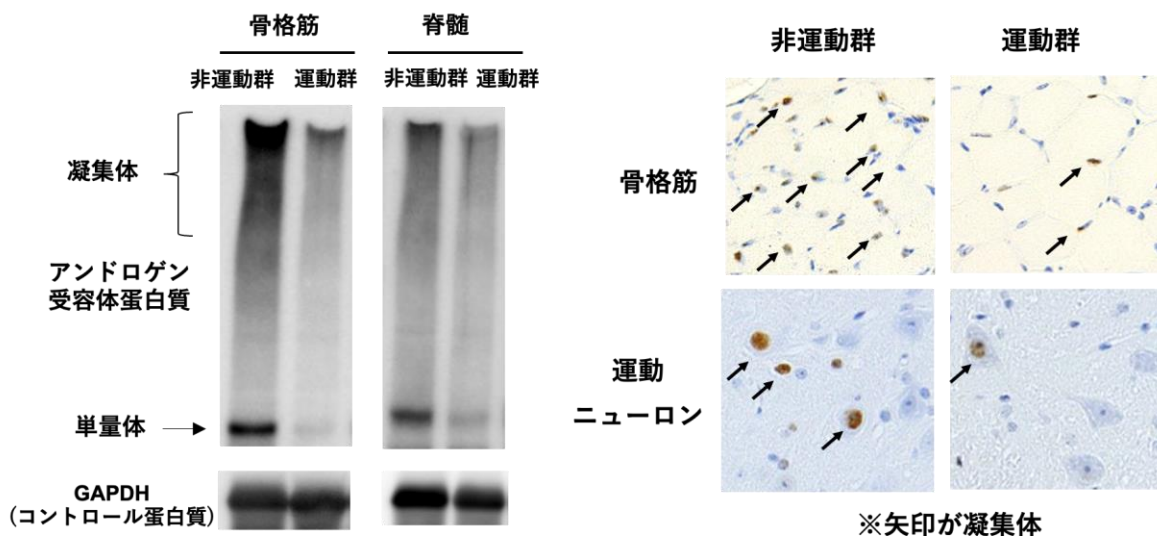 骨格筋
脊髄
非運動群
運動群
非運動群
運動群
凝集体
アンドロゲン
受容体蛋白質
単量体
GAPDH
(コントロール蛋白質)
非運動群
運動群
骨格筋
運動
ニューロン
※矢印が凝集体